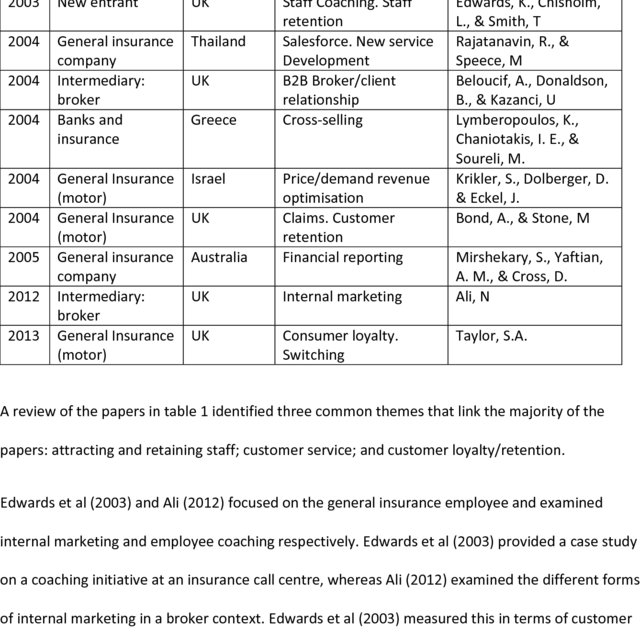 2003 New entrant UK Staff Coaching. Staff Edwards, K., Chisholm,
retention L., & Smith, T
2004 General insurance Thailand Salesforce. New service Rajatanavin, R., &
company Development Speece, M
2004 Intermediary: UK B2B Broker/client Beloucif, A., Donaldson,
broker relationship B., & Kazanci, U
2004 Banks and Greece Cross-selling Lymberopoulos, K.,
insurance Chaniotakis, I. E., &
Soureli, M.
2004 General Insurance Israel Price/demand revenue Krikler, S., Dolberger, D.
(motor) optimisation & Eckel, J.
2004 General Insurance UK Claims. Customer Bond, A., & Stone, M
(motor) retention
2005 General insurance Australia Financial reporting Mirshekary, S., Yaftian,
company A. M., & Cross, D.
2012 Intermediary: UK Internal marketing Ali, N
broker
2013 General Insurance UK Consumer loyalty. Taylor, S.A.
(motor) Switching
A review of the papers in table 1 identified three common themes that link the majority of the
papers: attracting and retaining staff; customer service; and customer loyalty/retention.
Edwards et al (2003) and Ali (2012) focused on the general insurance employee and examined
internal marketing and employee coaching respectively. Edwards et al (2003) provided a case study
on a coaching initiative at an insurance call centre, whereas Ali (2012) examined the different forms
of internal marketing in a broker context. Edwards et al (2003) measured this in terms of customer